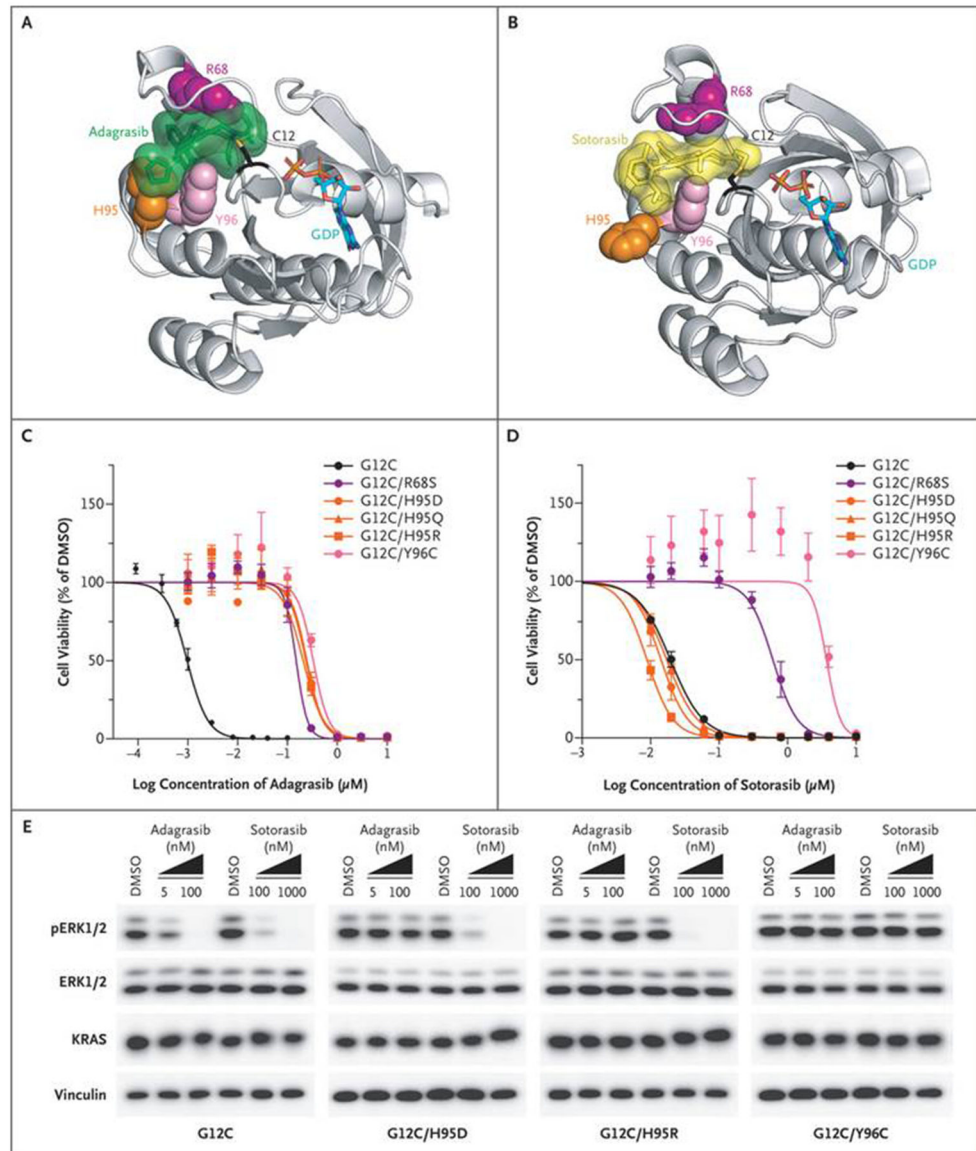 A
R68
Adagrasib
C12
H95
Y96
GDP
B
R68
Sotorasib
C12
H95
Y96
GDP
C
G12C
G12C/R68S
G12C/H95D
G12C/H95Q
G12C/H95R
G12C/Y96C
Cell Viability (% of DMSO)
150
100
50
0
−4 −3 −2 −1 0 1
Log Concentration of Adagrasib (μM)
D
G12C
G12C/R68S
G12C/H95D
G12C/H95Q
G12C/H95R
G12C/Y96C
Cell Viability (% of DMSO)
150
100
50
0
−3 −2 −1 0 1
Log Concentration of Sotorasib (μM)
E
Adagrasib Sotorasib Adagrasib Sotorasib Adagrasib Sotorasib Adagrasib Sotorasib
(nM) (nM) (nM) (nM) (nM) (nM) (nM) (nM)
DMSO 5 100 DMSO 100 1000 DMSO 5 100 DMSO 100 1000 DMSO 5 100 DMSO 100 1000 DMSO 5 100 DMSO 100 1000
pERK1/2
ERK1/2
KRAS
Vinculin
G12C G12C/H95D G12C/H95R G12C/Y96C